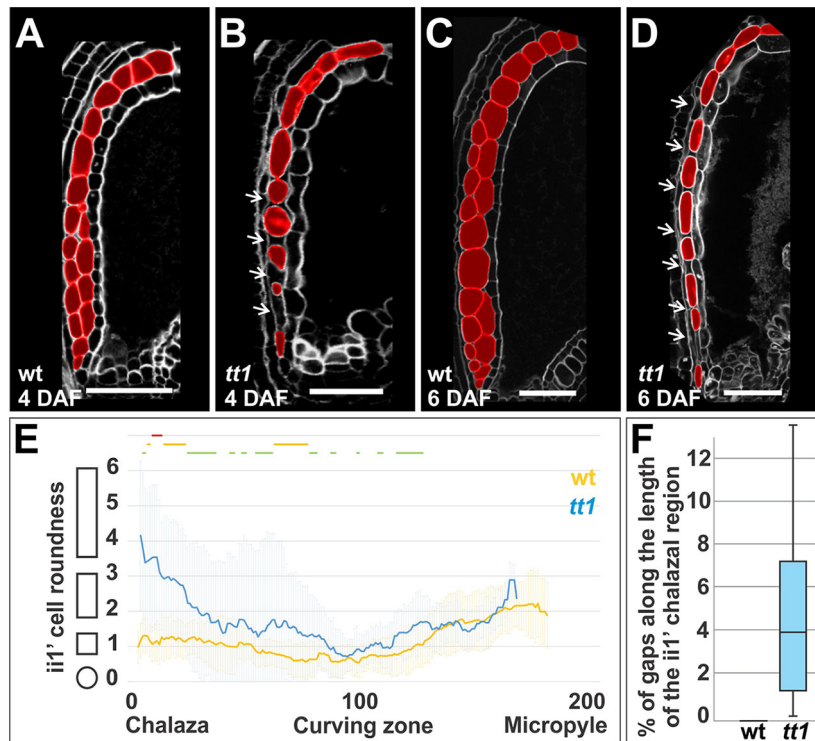 A
B
C
D
wt
4 DAF
tt1
4 DAF
wt
6 DAF
tt1
6 DAF
E
ii1' cell roundness
6
5
4
3
2
1
0
wt
tt1
0 100 200
Chalaza Curving zone Micropyle
F
% of gaps along the length
of the ii1' chalazal region
12
10
8
6
4
2
0
wt tt1